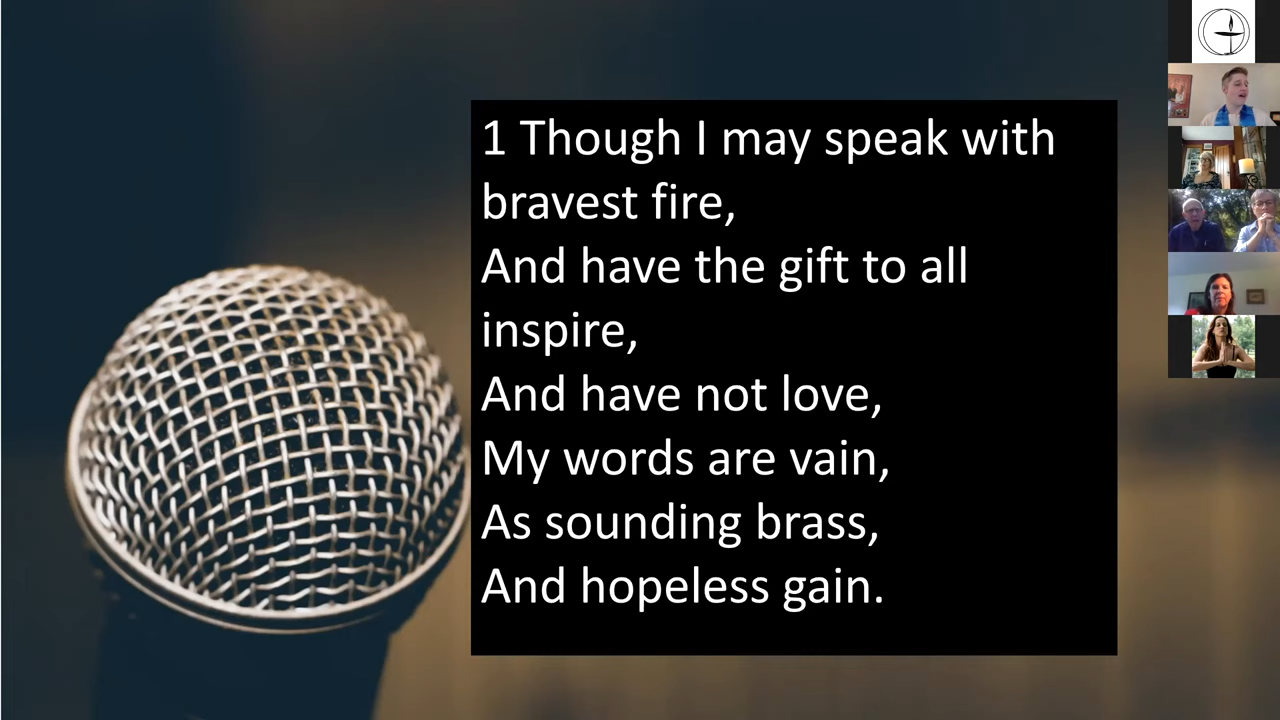 1 Though I may speak with
bravest fire,
And have the gift to all
inspire,
And have not love,
My words are vain,
As sounding brass,
And hopeless gain.